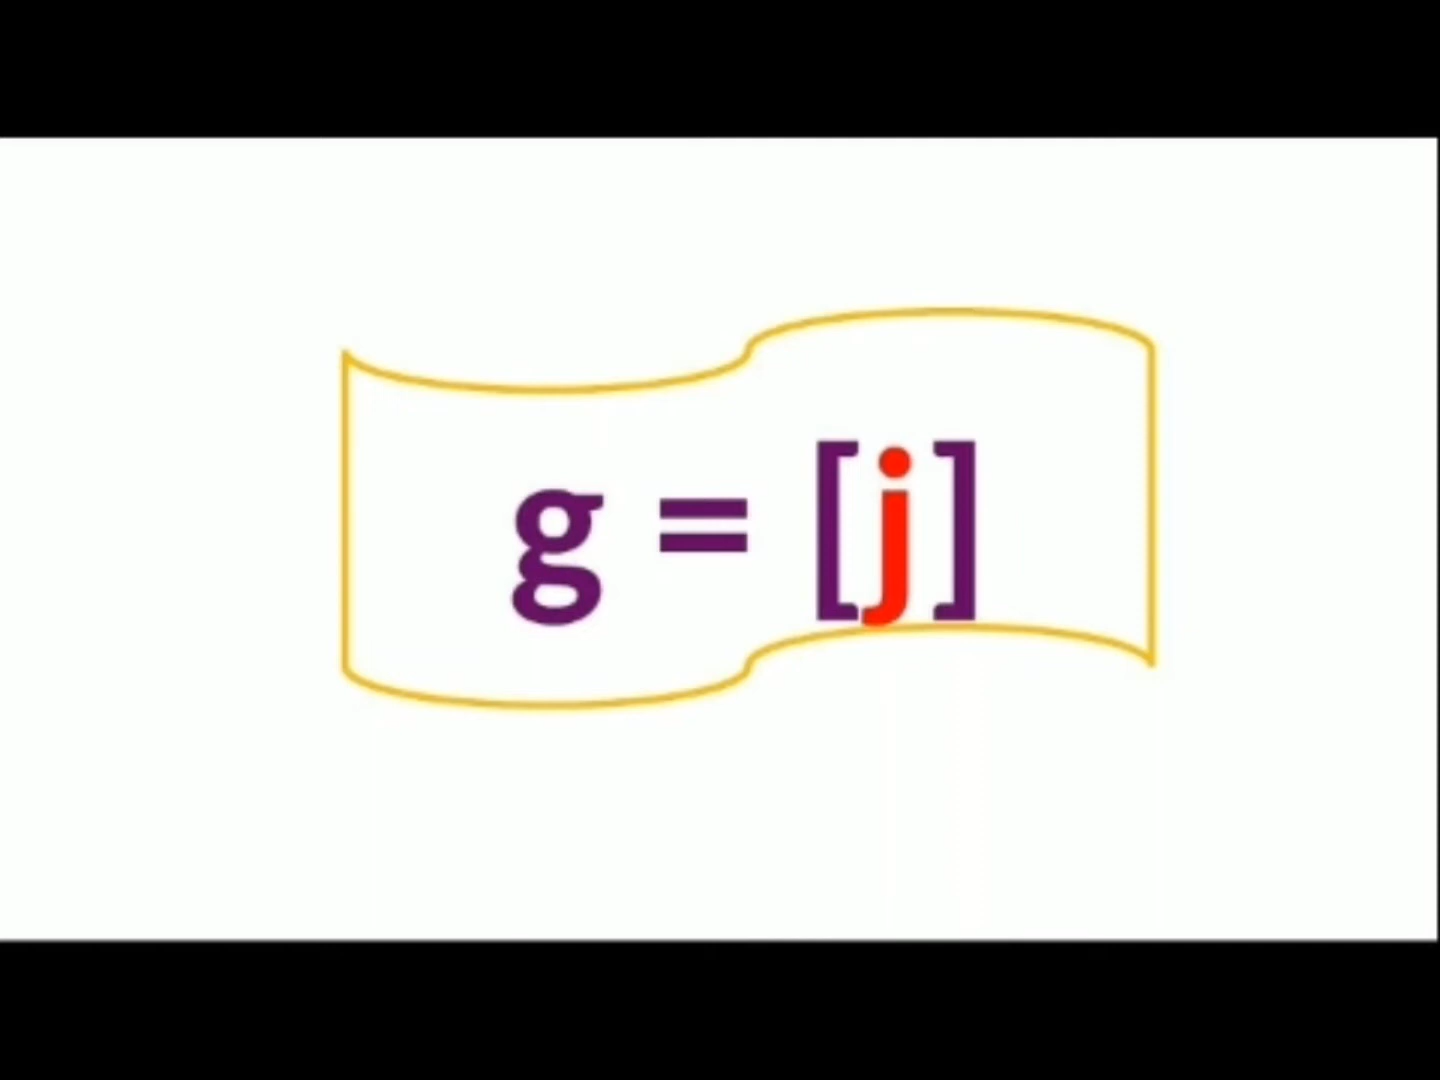 g = [j]